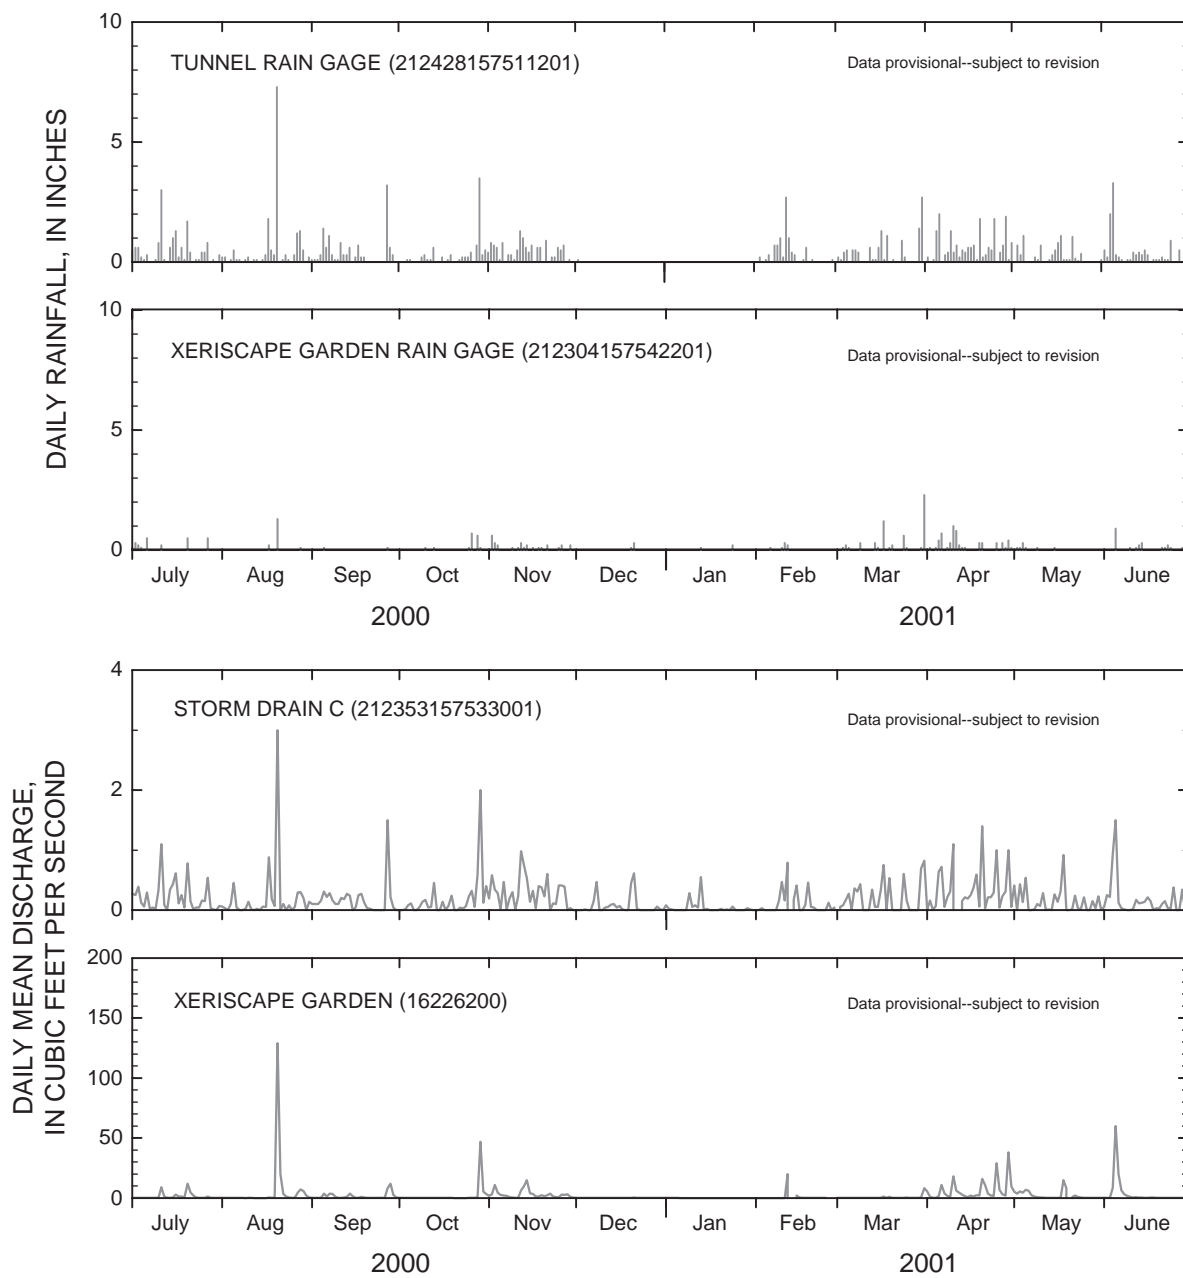 DAILY RAINFALL, IN INCHES
10
TUNNEL RAIN GAGE (212428157511201)
Data provisional--subject to revision
5
0
10
XERISCAPE GARDEN RAIN GAGE (212304157542201)
Data provisional--subject to revision
5
0
July Aug Sep Oct Nov Dec Jan Feb Mar Apr May June
2000 2001
DAILY MEAN DISCHARGE,
IN CUBIC FEET PER SECOND
4
STORM DRAIN C (212353157533001)
Data provisional--subject to revision
2
0
200
XERISCAPE GARDEN (16226200)
Data provisional--subject to revision
150
100
50
0
July Aug Sep Oct Nov Dec Jan Feb Mar Apr May June
2000 2001